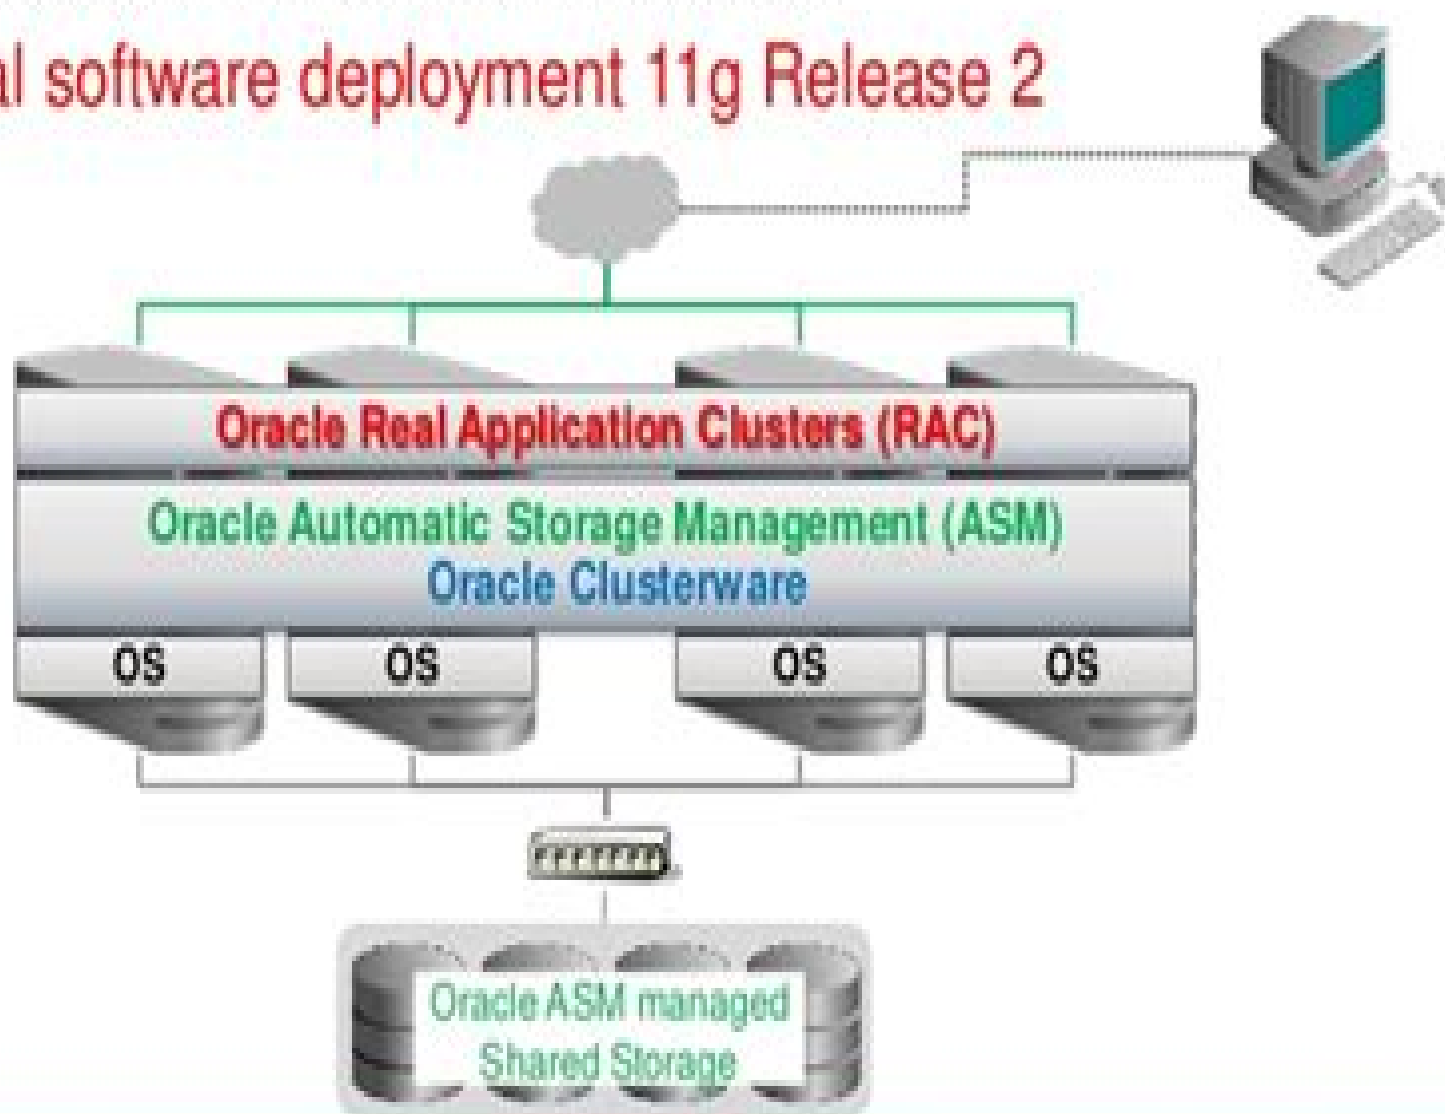 al software deployment 11g Release 2
Oracle Real Application Clusters (RAC)
Oracle Automatic Storage Management (ASM)
Oracle Clusterware
OS OS OS OS
Oracle ASM managed
Shared Storage